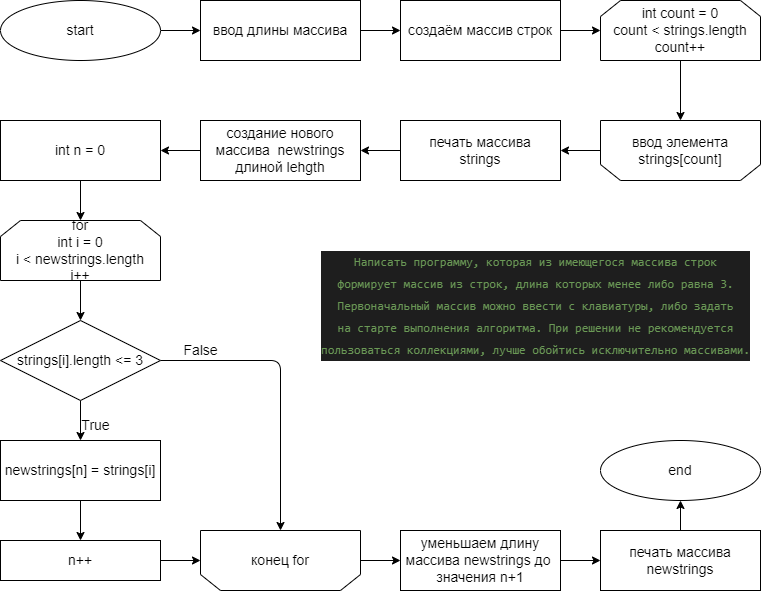 start
ввод длины массива
создаём массив строк
int count = 0
count < strings.length
count++
ввод элемента
strings[count]
печать массива
strings
создание нового
массива newstrings
длиной lehgth
int n = 0
for
int i = 0
i < newstrings.length
i++
Написать программу, которая из имеющегося массива строк
формирует массив из строк, длина которых менее либо равна 3.
Первоначальный массив можно ввести с клавиатуры, либо задать
на старте выполнения алгоритма. При решении не рекомендуется
пользоваться коллекциями, лучше обойтись исключительно массивами.
strings[i].length <= 3
False
True
newstrings[n] = strings[i]
n++
конец for
уменьшаем длину
массива newstrings до
значения n+1
печать массива
newstrings
end